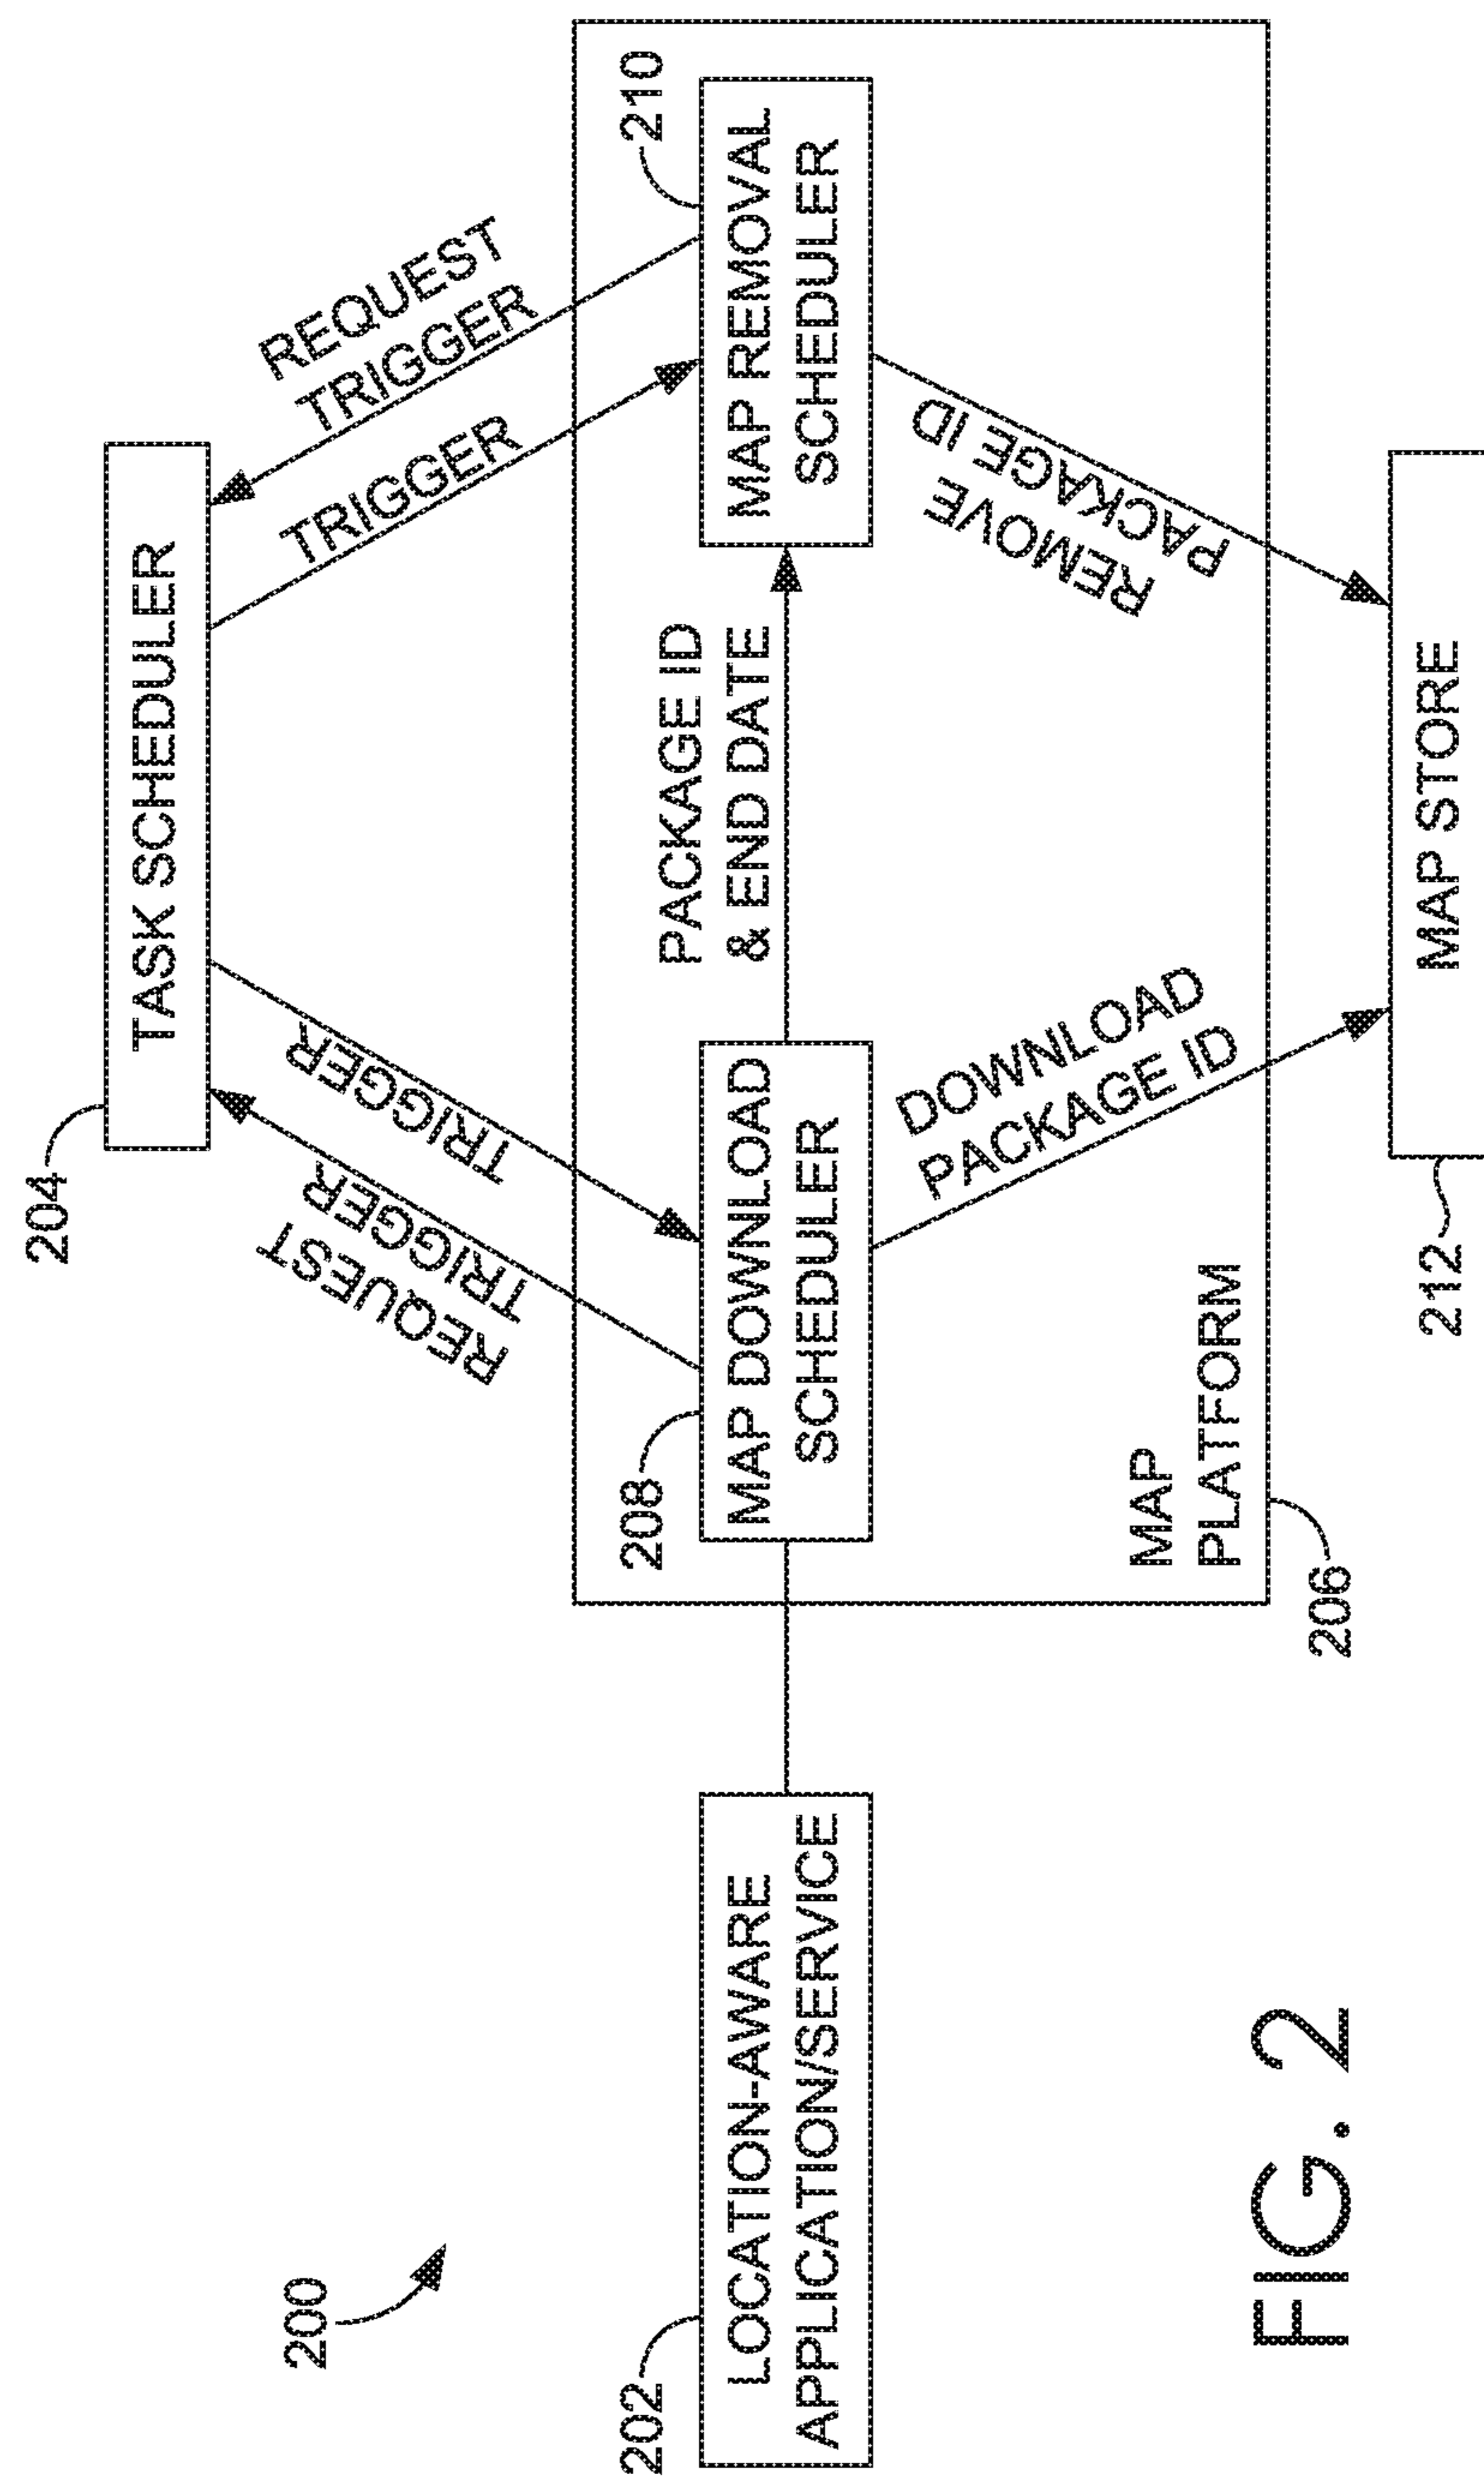 200
204
TASK SCHEDULER
REQUEST
TRIGGER
TRIGGER
TRIGGER
REQUEST
TRIGGER
202
LOCATION-AWARE
APPLICATION/SERVICE
208
MAP DOWNLOAD
SCHEDULER
PACKAGE ID
& END DATE
210
MAP REMOVAL
SCHEDULER
DOWNLOAD
PACKAGE ID
REMOVE
PACKAGE ID
MAP
PLATFORM
206
212
MAP STORE
FIG. 2